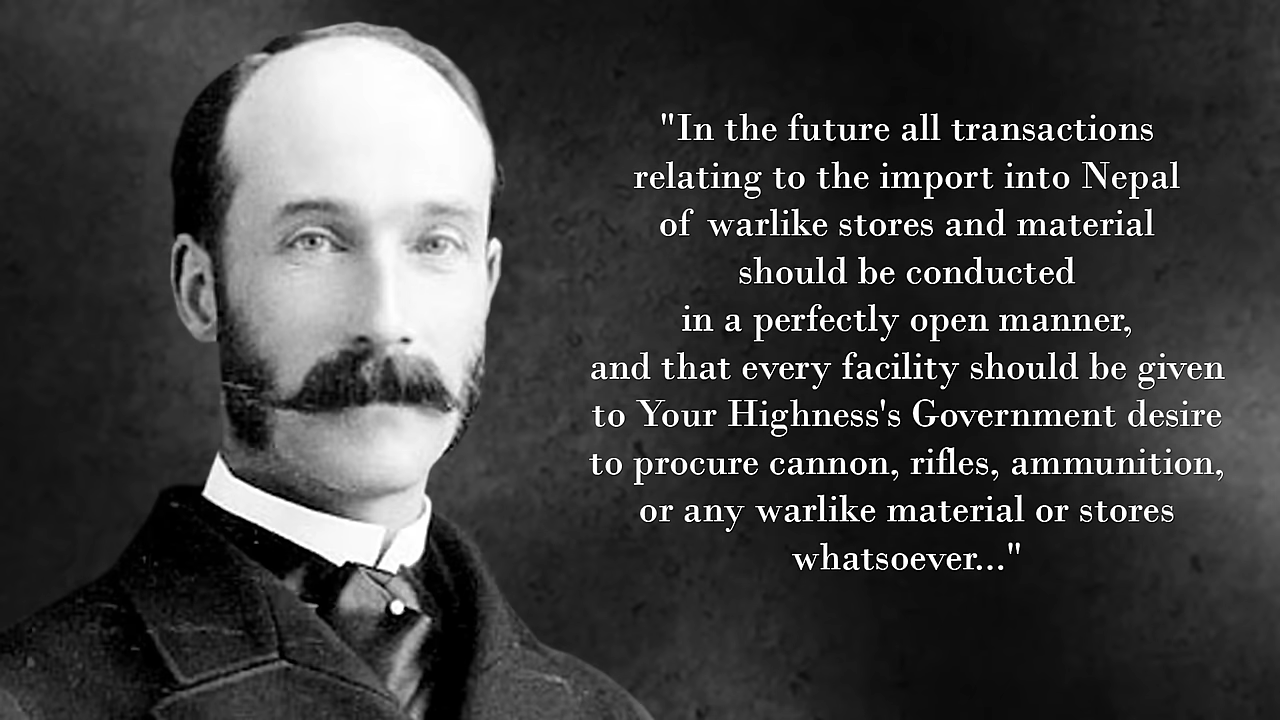 "In the future all transactions
relating to the import into Nepal
of warlike stores and material
should be conducted
in a perfectly open manner,
and that every facility should be given
to Your Highness's Government desire
to procure cannon, rifles, ammunition,
or any warlike material or stores
whatsoever..."